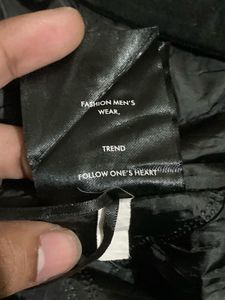 FASHION MEN'S
WEAR,
TREND
FOLLOW ONE'S HEART